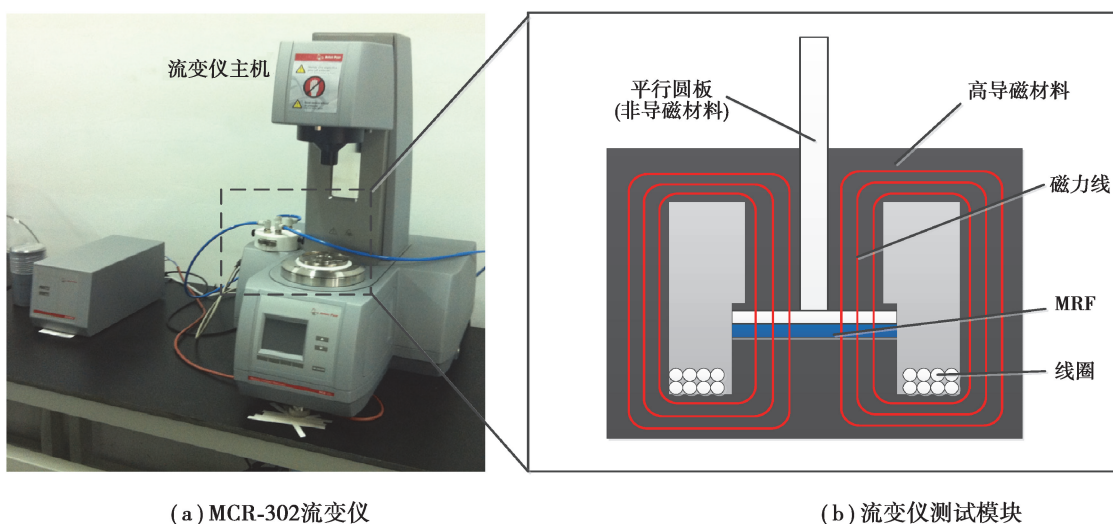 流变仪主机
平行圆板
(非导磁材料)
高导磁材料
磁力线
MRF
线圈
(a) MCR-302流变仪
(b) 流变仪测试模块